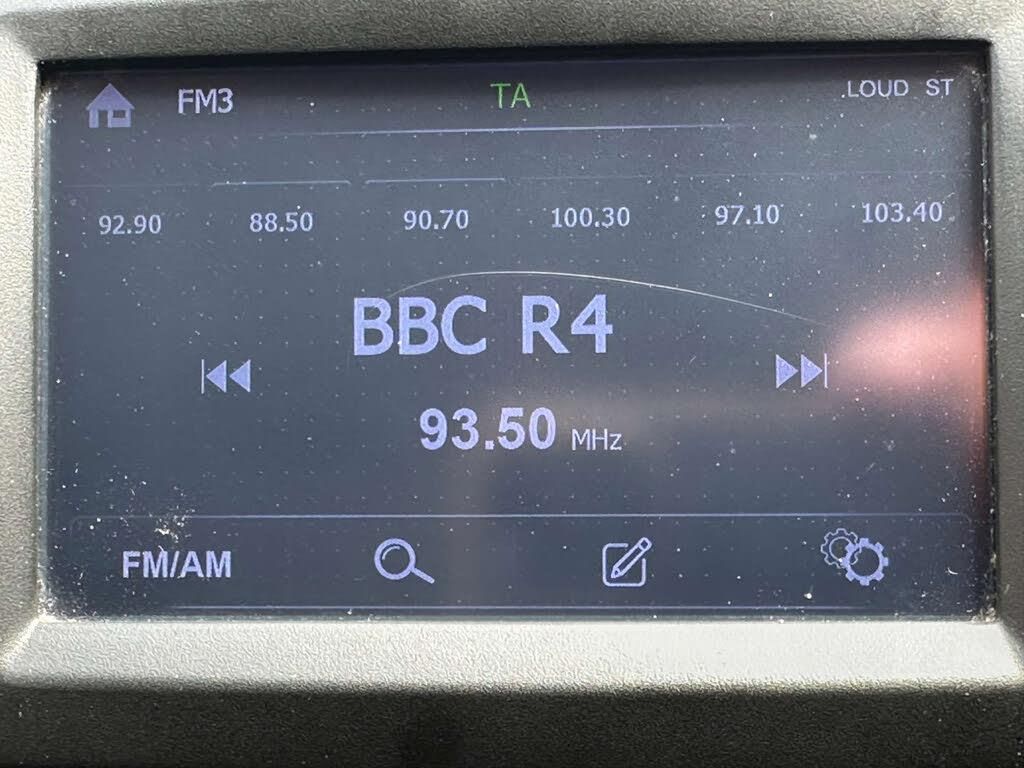 FM3 TA LOUD ST
92.90 88.50 90.70 100.30 97.10 103.40
BBC R4
93.50 MHz
FM/AM